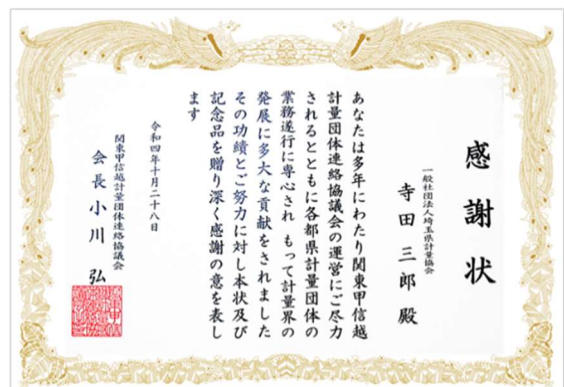 感謝状
一般社団法人埼玉県計量協会
寺田三郎殿
あなたは多年にわたり関東甲信越
計量団体連絡協議会の運営にご尽力
されるとともに各都県計量団体の
業務遂行に専心され もって計量界の
発展に多大な貢献をされました
その功績とご努力に対し本状及び
記念品を贈り深く感謝の意を表し
ます
令和四年十月二十八日
関東甲信越計量団体連絡協議会
会長小川弘